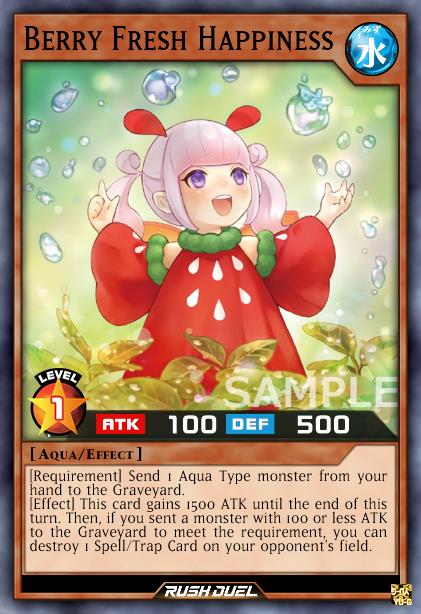 BERRY FRESH HAPPINESS
みず
水
SAMPLE
LEVEL
1
ATK 100 DEF 500
[AQUA/EFFECT]
[Requirement] Send 1 Aqua Type monster from your
hand to the Graveyard.
[Effect] This card gains 1500 ATK until the end of this
turn. Then, if you sent a monster with 100 or less ATK
to the Graveyard to meet the requirement, you can
destroy 1 Spell/Trap Card on your opponent's field.
RUSH DUEL